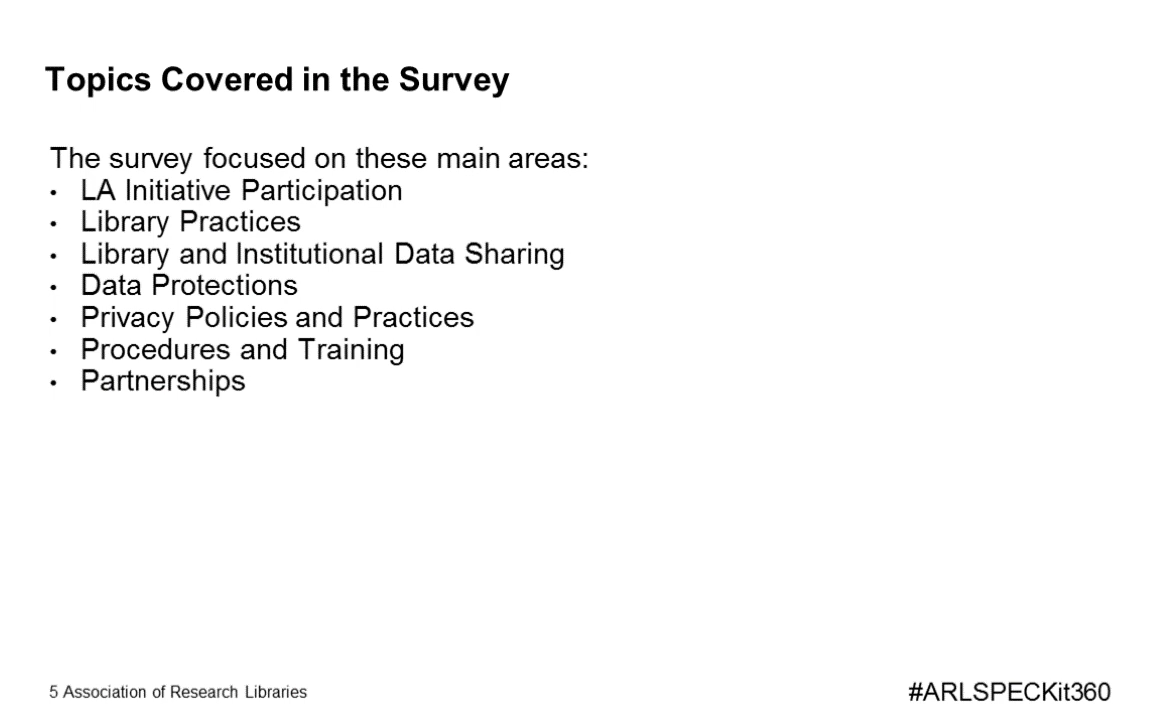 Topics Covered in the Survey
The survey focused on these main areas:
• LA Initiative Participation
• Library Practices
• Library and Institutional Data Sharing
• Data Protections
• Privacy Policies and Practices
• Procedures and Training
• Partnerships
5 Association of Research Libraries
#ARLSPECKit360